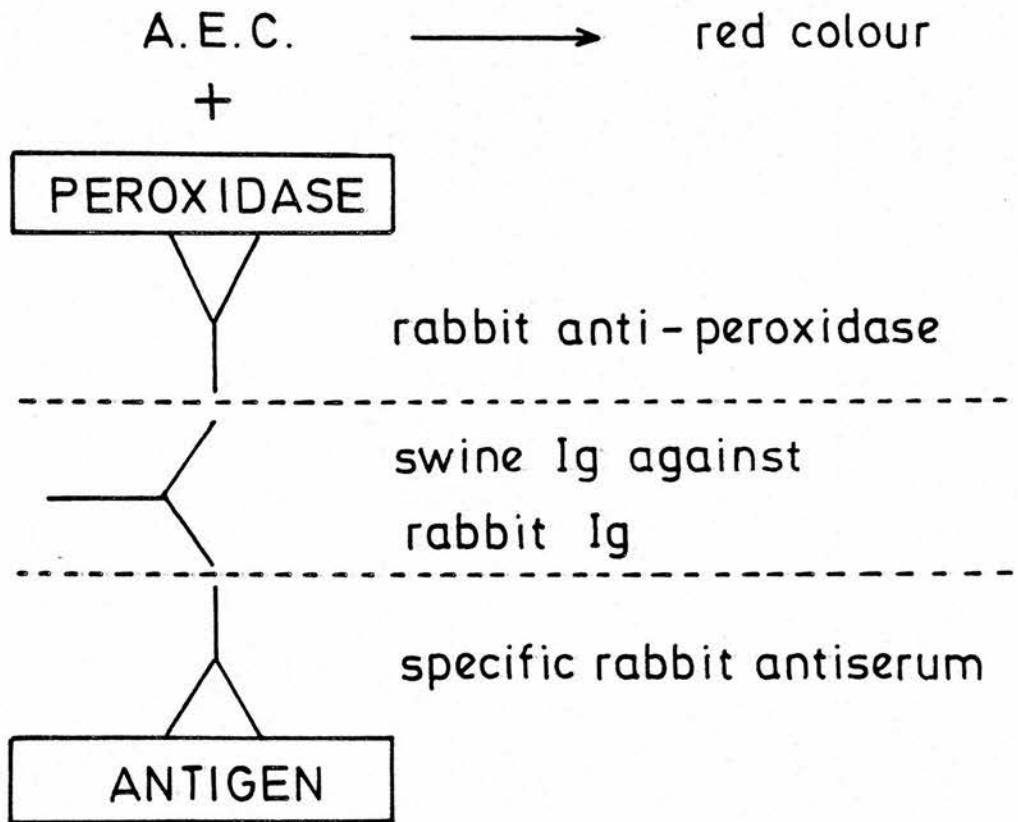 A.E.C. → red colour
+
PEROXIDASE
rabbit anti-peroxidase
swine Ig against
rabbit Ig
specific rabbit antiserum
ANTIGEN